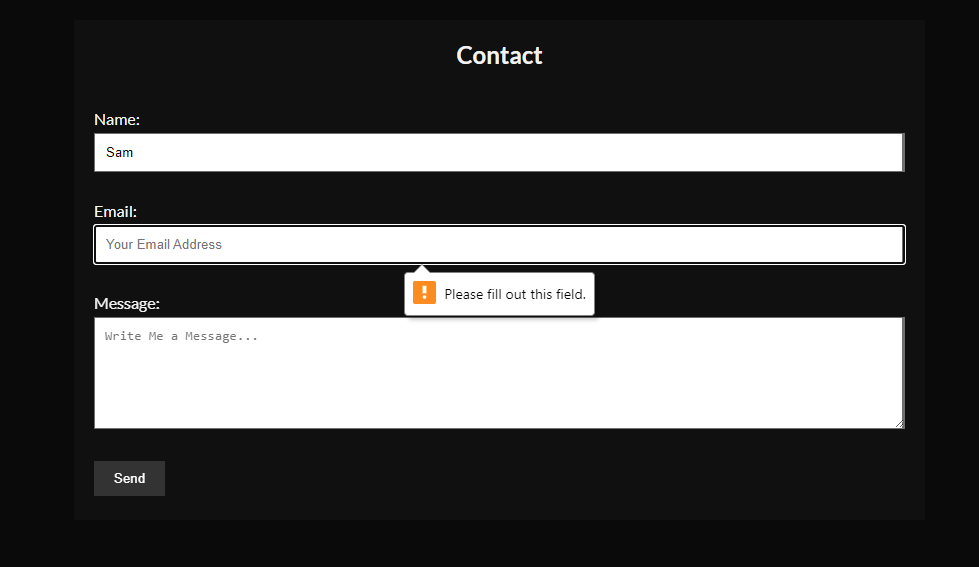 Contact
Name:
Sam
Email:
Your Email Address
Please fill out this field.
Message:
Write Me a Message...
Send